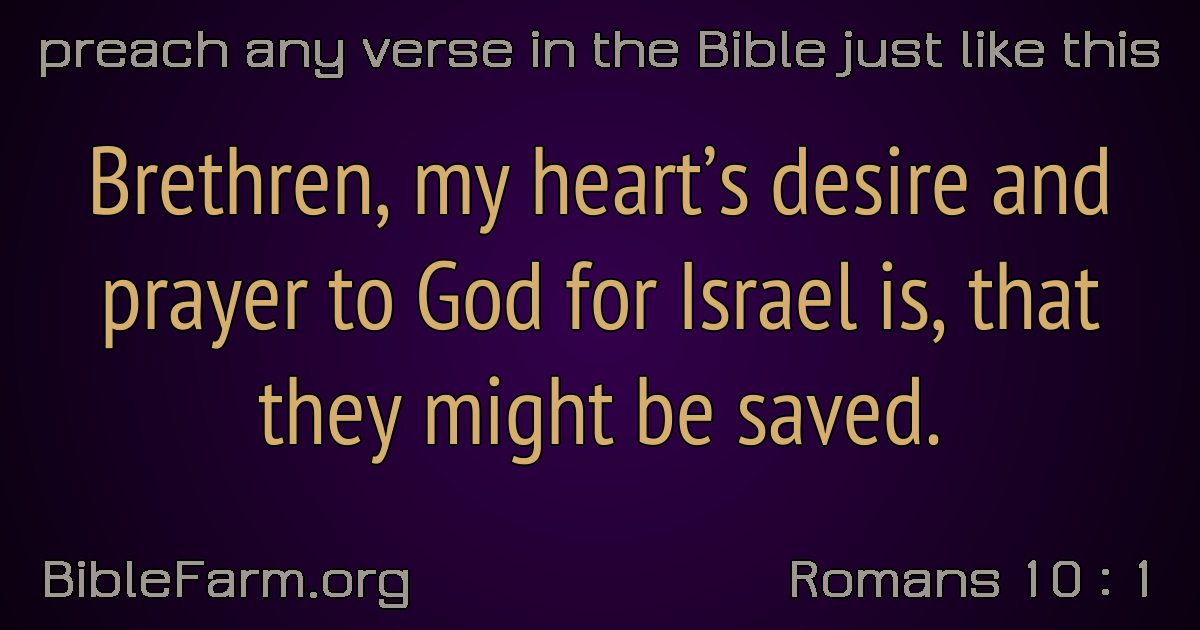 preach any verse in the Bible just like this
Brethren, my heart’s desire and
prayer to God for Israel is, that
they might be saved.
BibleFarm.org
Romans 10 : 1